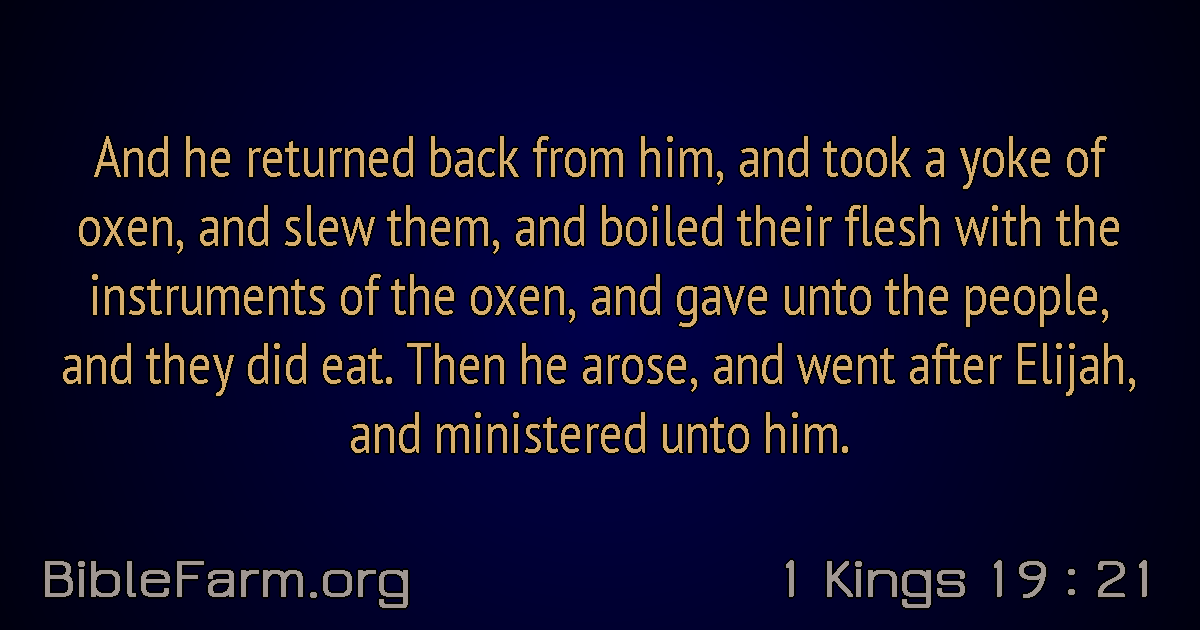 And he returned back from him, and took a yoke of
oxen, and slew them, and boiled their flesh with the
instruments of the oxen, and gave unto the people,
and they did eat. Then he arose, and went after Elijah,
and ministered unto him.
BibleFarm.org
1 Kings 19 : 21